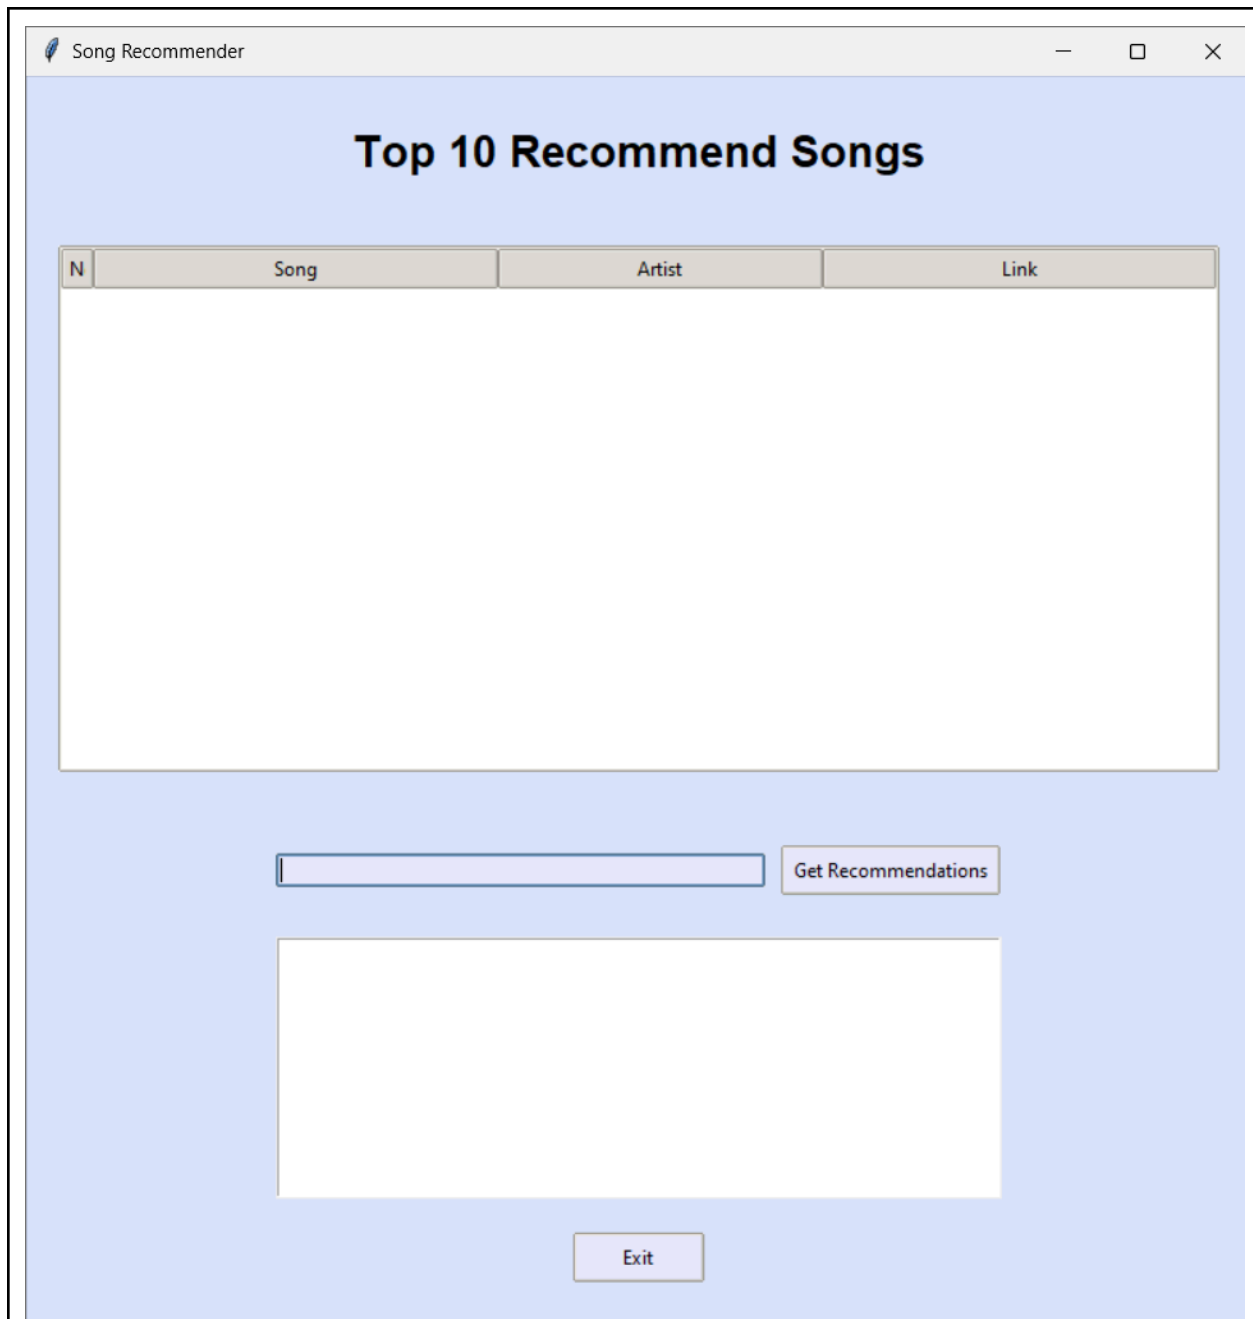 Song Recommender
Top 10 Recommend Songs
N Song Artist Link
Get Recommendations
Exit